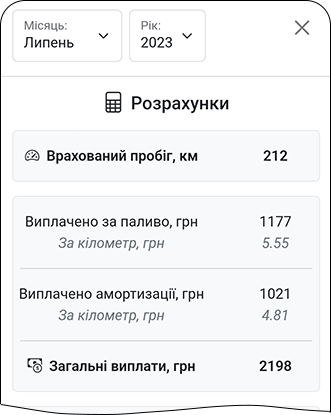 Місяць: Рік:
Липень 2023
Розрахунки
Врахований пробіг, км 212
Виплачено за паливо, грн 1177
За кілометр, грн 5.55
Виплачено амортизації, грн 1021
За кілометр, грн 4.81
Загальні виплати, грн 2198